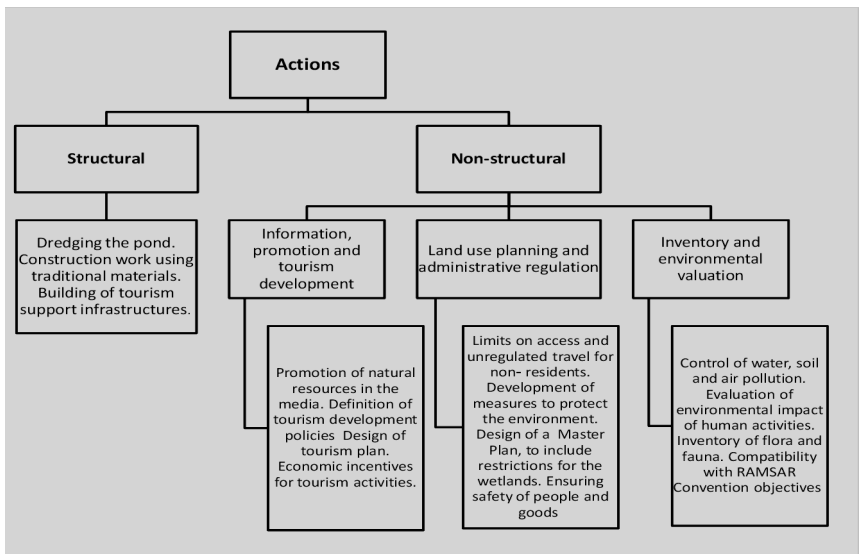 Actions
Structural
Non-structural
Dredging the pond.
Construction work using
traditional materials.
Building of tourism
support infrastructures.
Information,
promotion and
tourism
development
Land use planning and
administrative regulation
Inventory and
environmental
valuation
Promotion of natural
resources in the
media. Definition of
tourism development
policies Design of
tourism plan.
Economic incentives
for tourism activities.
Limits on access and
unregulated travel for
non- residents.
Development of
measures to protect
the environment.
Design of a Master
Plan, to include
restrictions for the
wetlands. Ensuring
safety of people and
goods
Control of water, soil
and air pollution.
Evaluation of
environmental impact
of human activities.
Inventory of flora and
fauna. Compatibility
with RAMSAR
Convention objectives